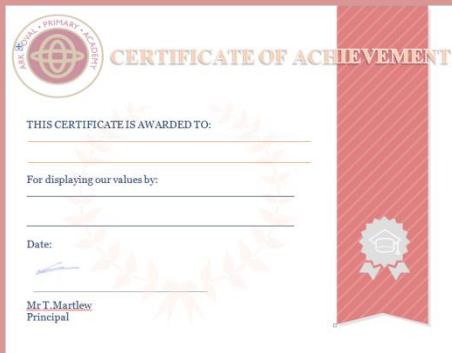 ARK DOYAL • PRIMARY • ACADEMY
CERTIFICATE OF ACHIEVEMENT
THIS CERTIFICATE IS AWARDED TO:
For displaying our values by:
Date:
Mr T.Martlew
Principal